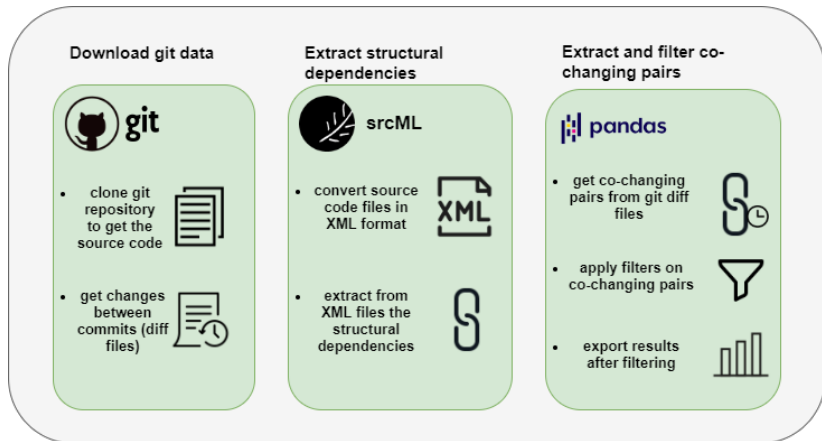 Download git data
git
clone git
repository
to get the
source code
get changes
between
commits (diff
files)
Extract structural
dependencies
srcML
convert source
code files in
XML format
XML
extract from
XML files the
structural
dependencies
Extract and filter co-
changing pairs
pandas
get co-changing
pairs from git diff
files
apply filters on
co-changing pairs
export results
after filtering